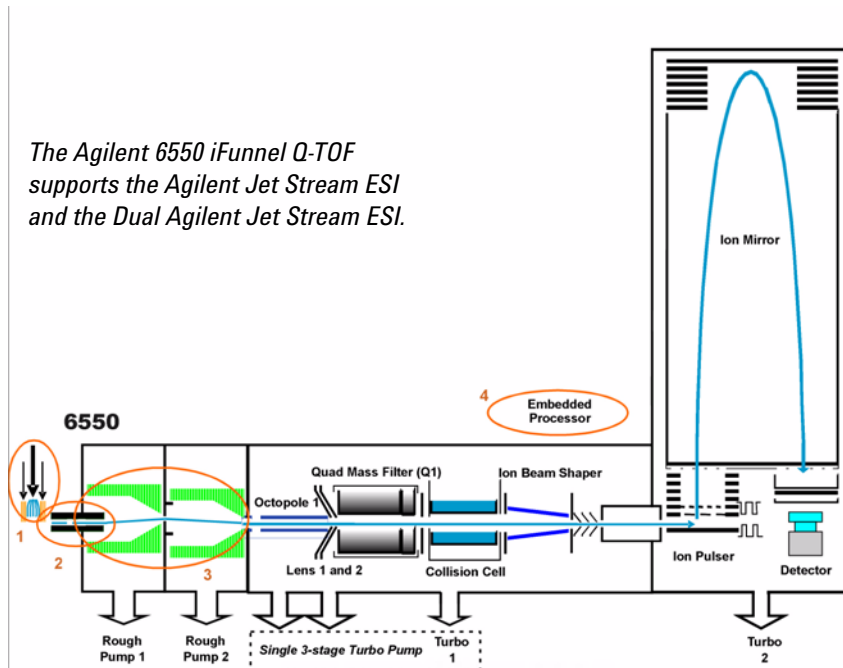 The Agilent 6550 iFunnel Q-TOF
supports the Agilent Jet Stream ESI
and the Dual Agilent Jet Stream ESI.
Ion Mirror
4
Embedded
Processor
6550
Quad Mass Filter (Q1)
Ion Beam Shaper
Octopole 1
1
2
3
Lens 1 and 2
Collision Cell
Ion Pulser
Detector
Rough
Pump 1
Rough
Pump 2
Single 3-stage Turbo Pump
Turbo
1
Turbo
2